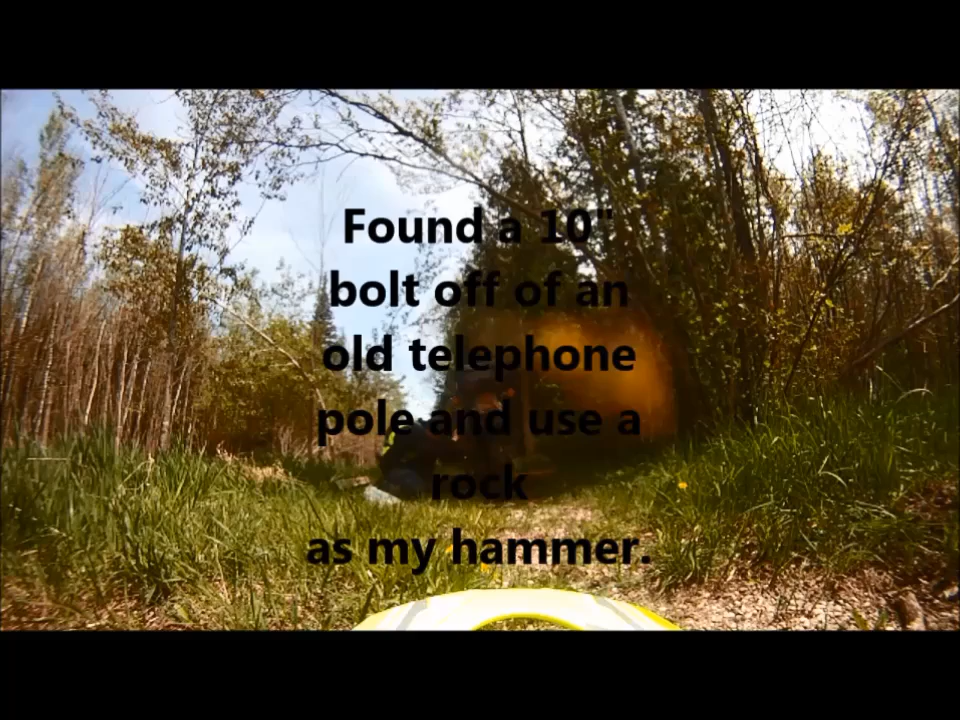 Found a 10"
bolt off of an
old telephone
pole and use a
rock
as my hammer.